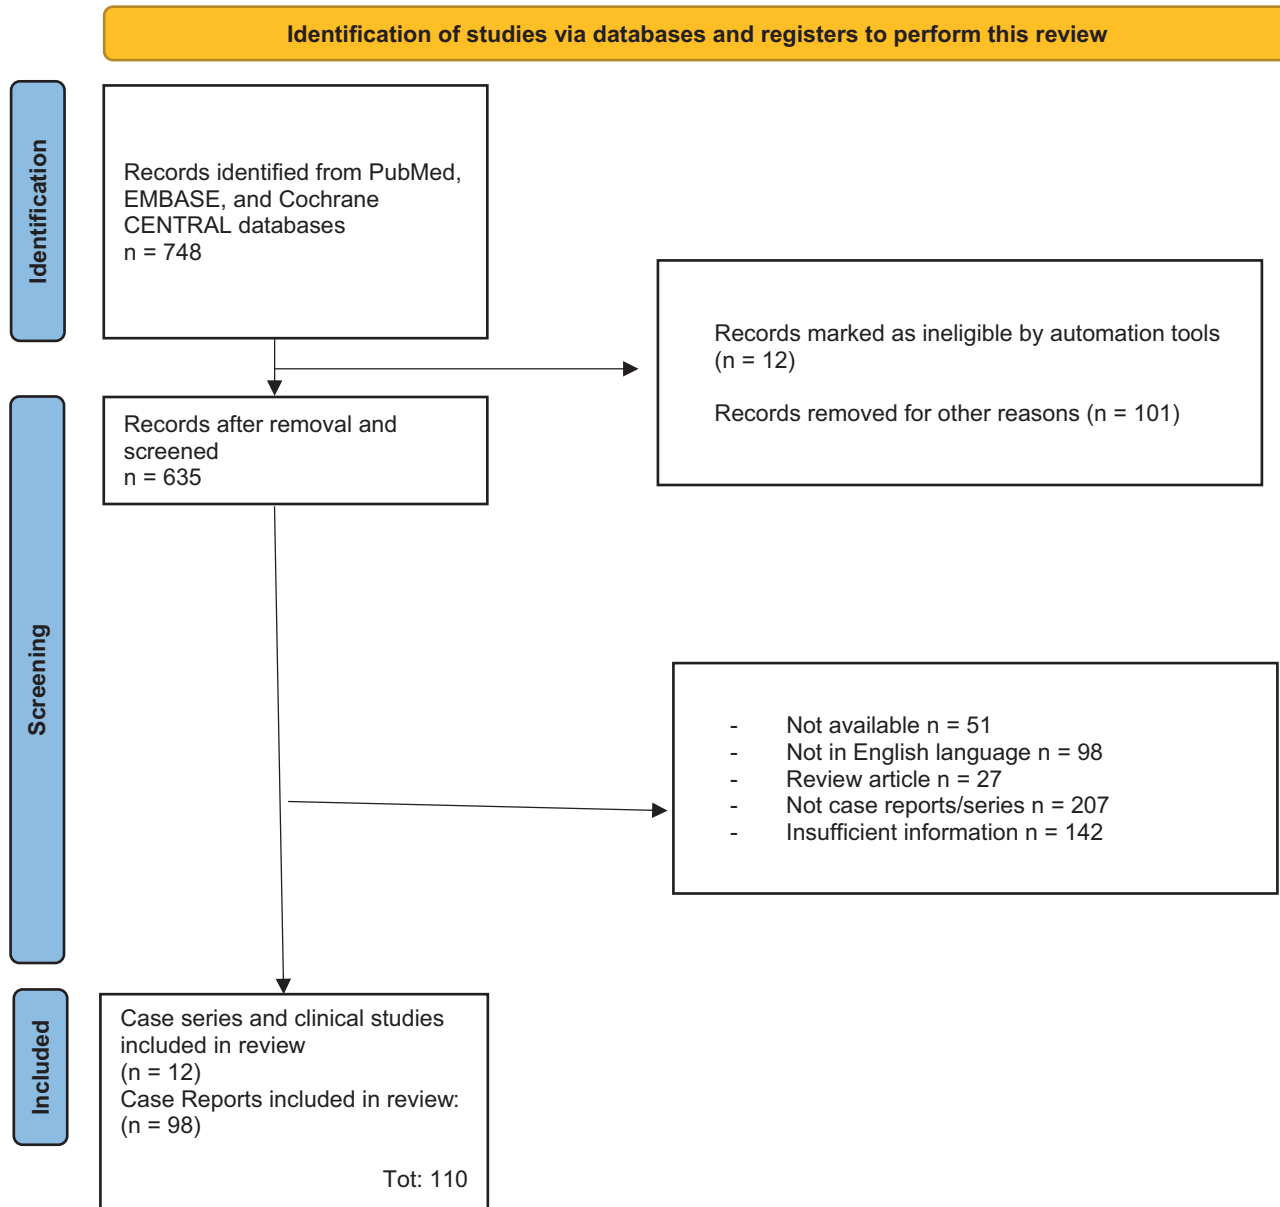 Identification of studies via databases and registers to perform this review
Identification
Records identified from PubMed,
EMBASE, and Cochrane
CENTRAL databases
n = 748
Records marked as ineligible by automation tools
(n = 12)
Records removed for other reasons (n = 101)
Screening
Records after removal and
screened
n = 635
- Not available n = 51
- Not in English language n = 98
- Review article n = 27
- Not case reports/series n = 207
- Insufficient information n = 142
Included
Case series and clinical studies
included in review
(n = 12)
Case Reports included in review:
(n = 98)
Tot: 110